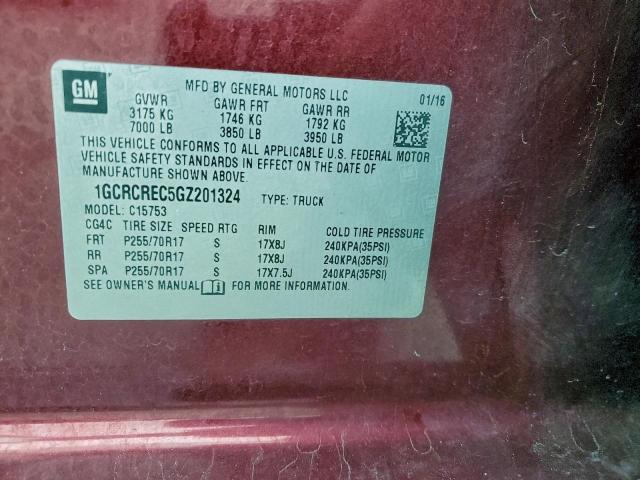 GM
MFD BY GENERAL MOTORS LLC
01/16
GVWR GAWR FRT GAWR RR
3175 KG 1746 KG 1792 KG
7000 LB 3850 LB 3950 LB
THIS VEHICLE CONFORMS TO ALL APPLICABLE U.S. FEDERAL MOTOR
VEHICLE SAFETY STANDARDS IN EFFECT ON THE DATE OF
MANUFACTURE SHOWN ABOVE.
1GCRCREC5GZ201324 TYPE: TRUCK
MODEL: C15753
CG4C TIRE SIZE SPEED RTG RIM COLD TIRE PRESSURE
FRT P255/70R17 S 17X8J 240KPA(35PSI)
RR P255/70R17 S 17X8J 240KPA(35PSI)
SPA P255/70R17 S 17X7.5J 240KPA(35PSI)
SEE OWNER'S MANUAL FOR MORE INFORMATION.